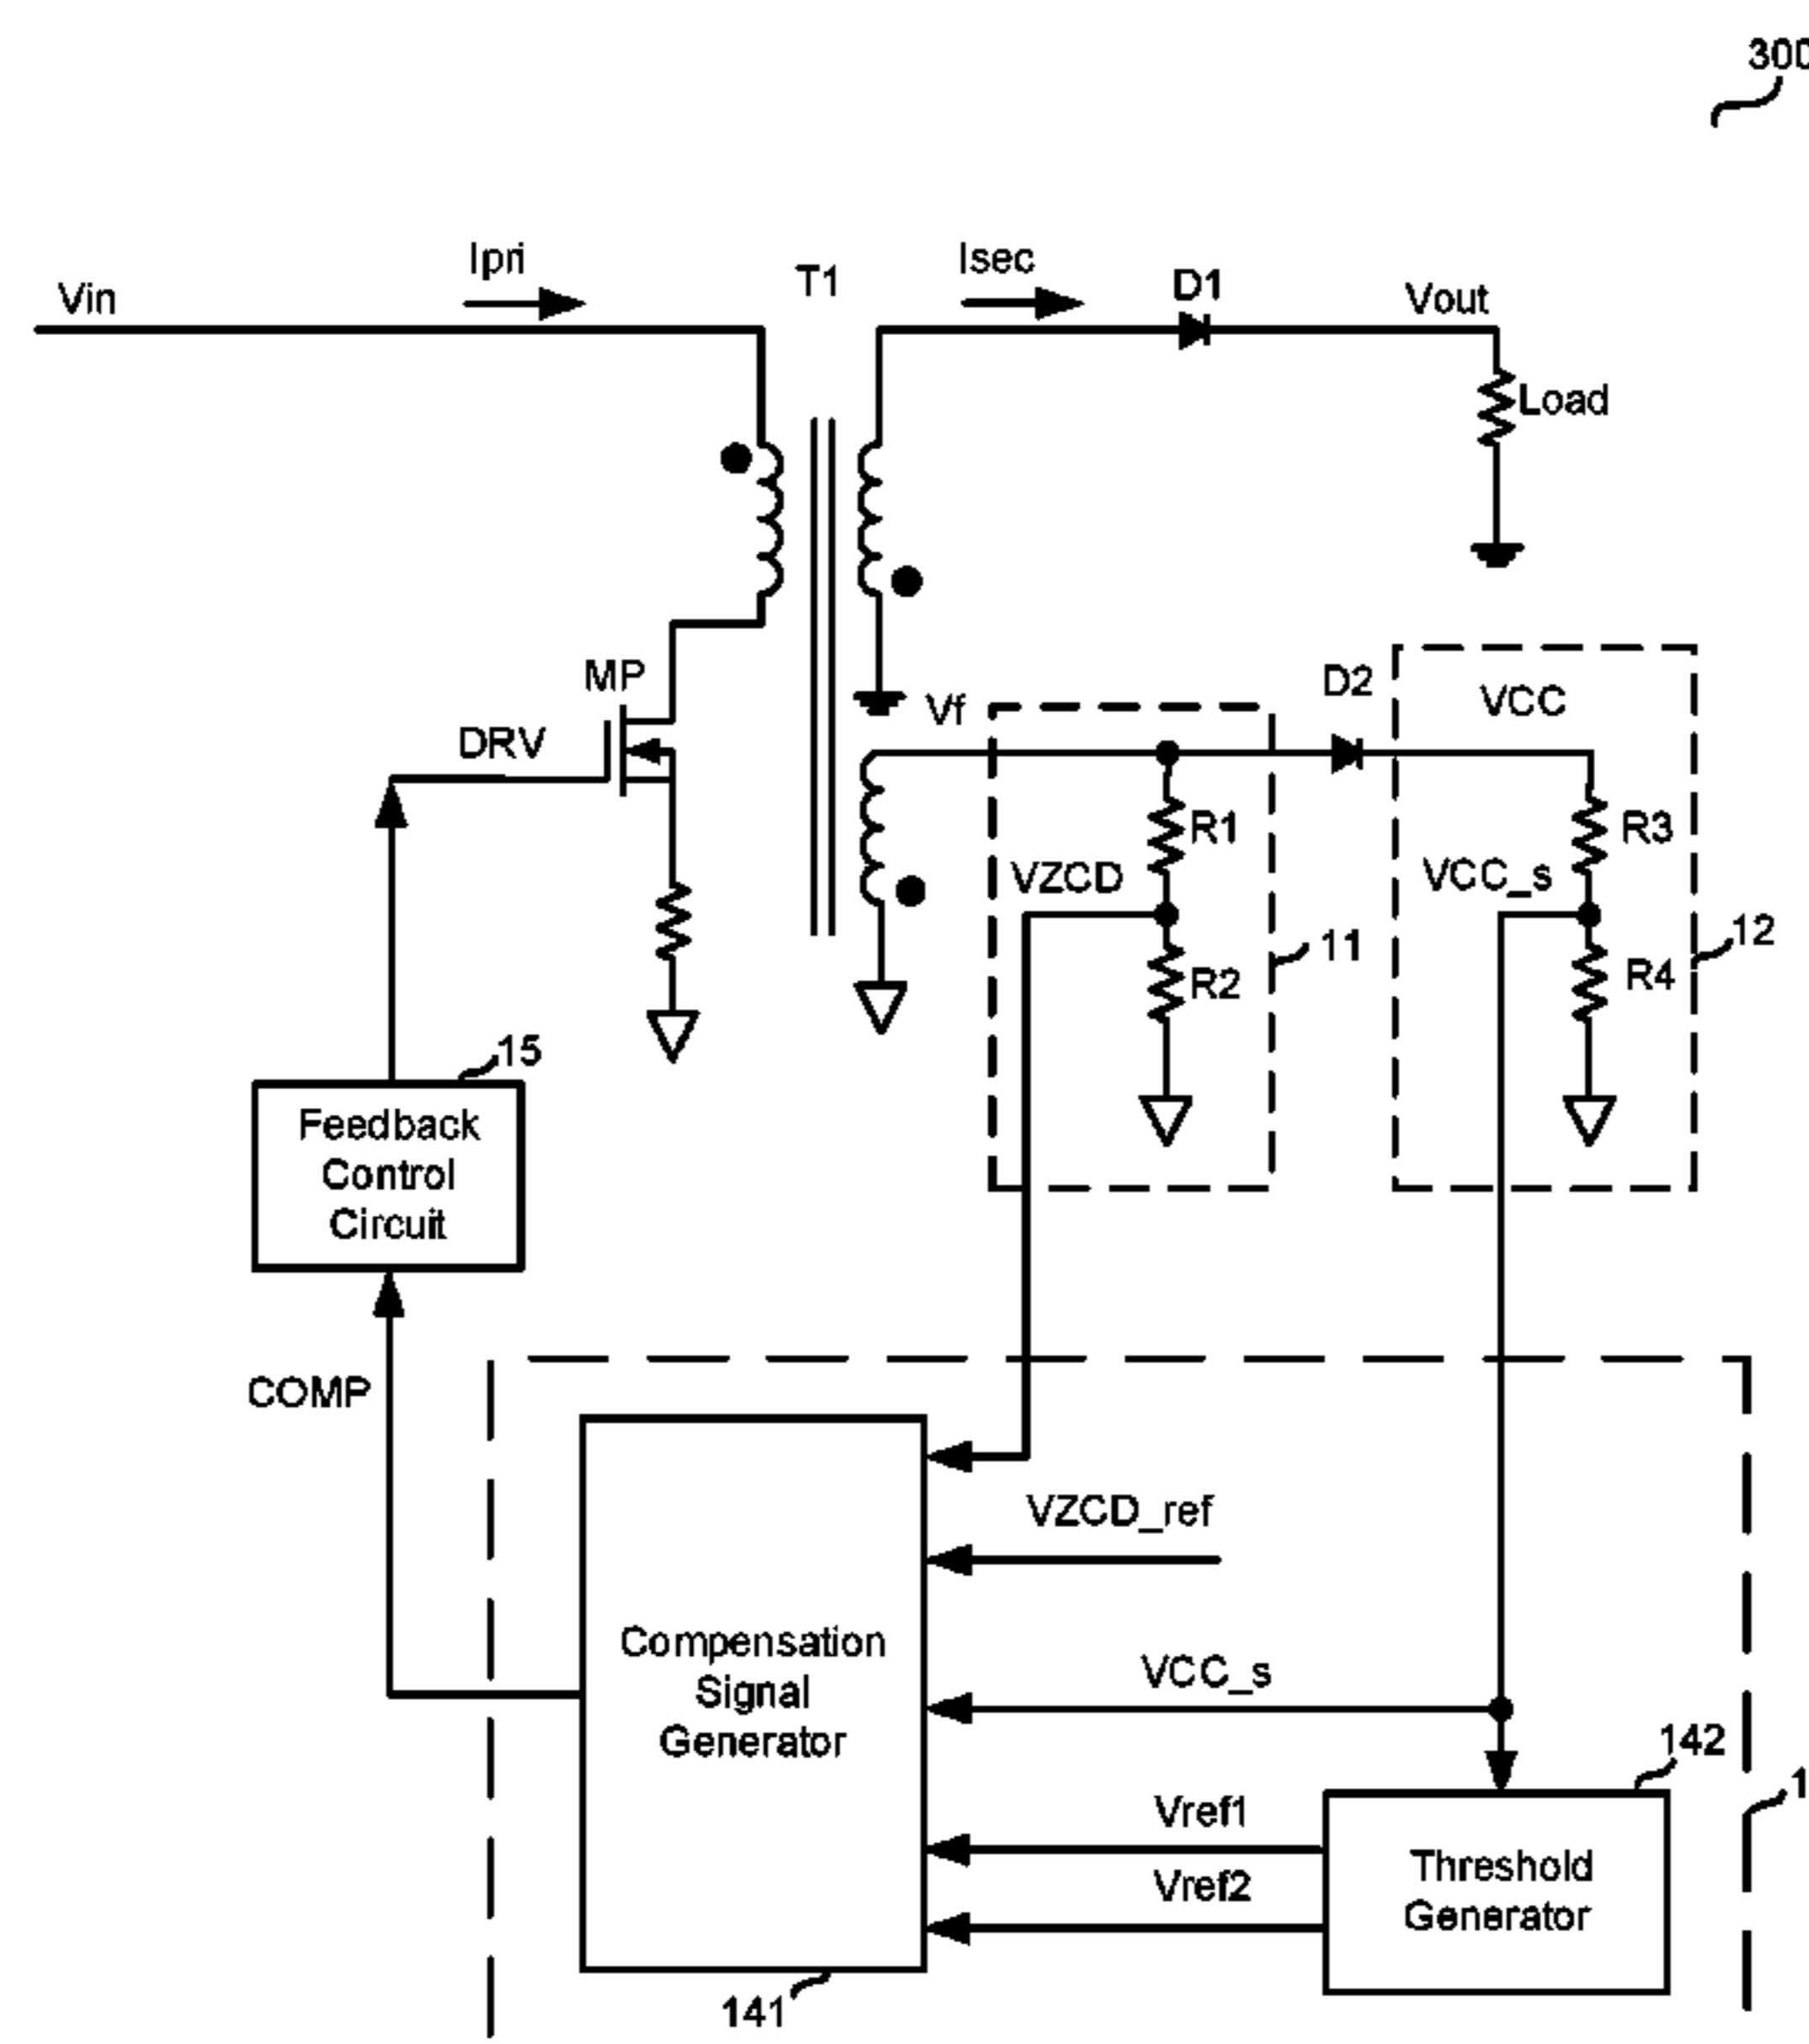 300
Ipri
T1
Isec
D1
Vin
Vout
Load
MP
D2
VCC
Vf
DRV
R1
R3
VZCD
VCC_s
11
12
R2
R4
15
Feedback
Control
Circuit
COMP
VZCD_ref
Compensation
Signal
Generator
VCC_s
142
1
Vref1
Threshold
Generator
Vref2
141